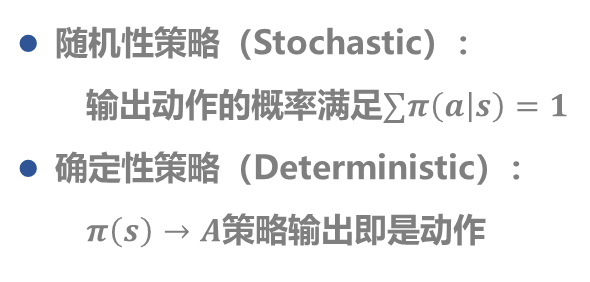 ● 随机性策略（Stochastic）:
输出动作的概率满足∑π(a|s) = 1
● 确定性策略（Deterministic）:
π(s) → A策略输出即是动作